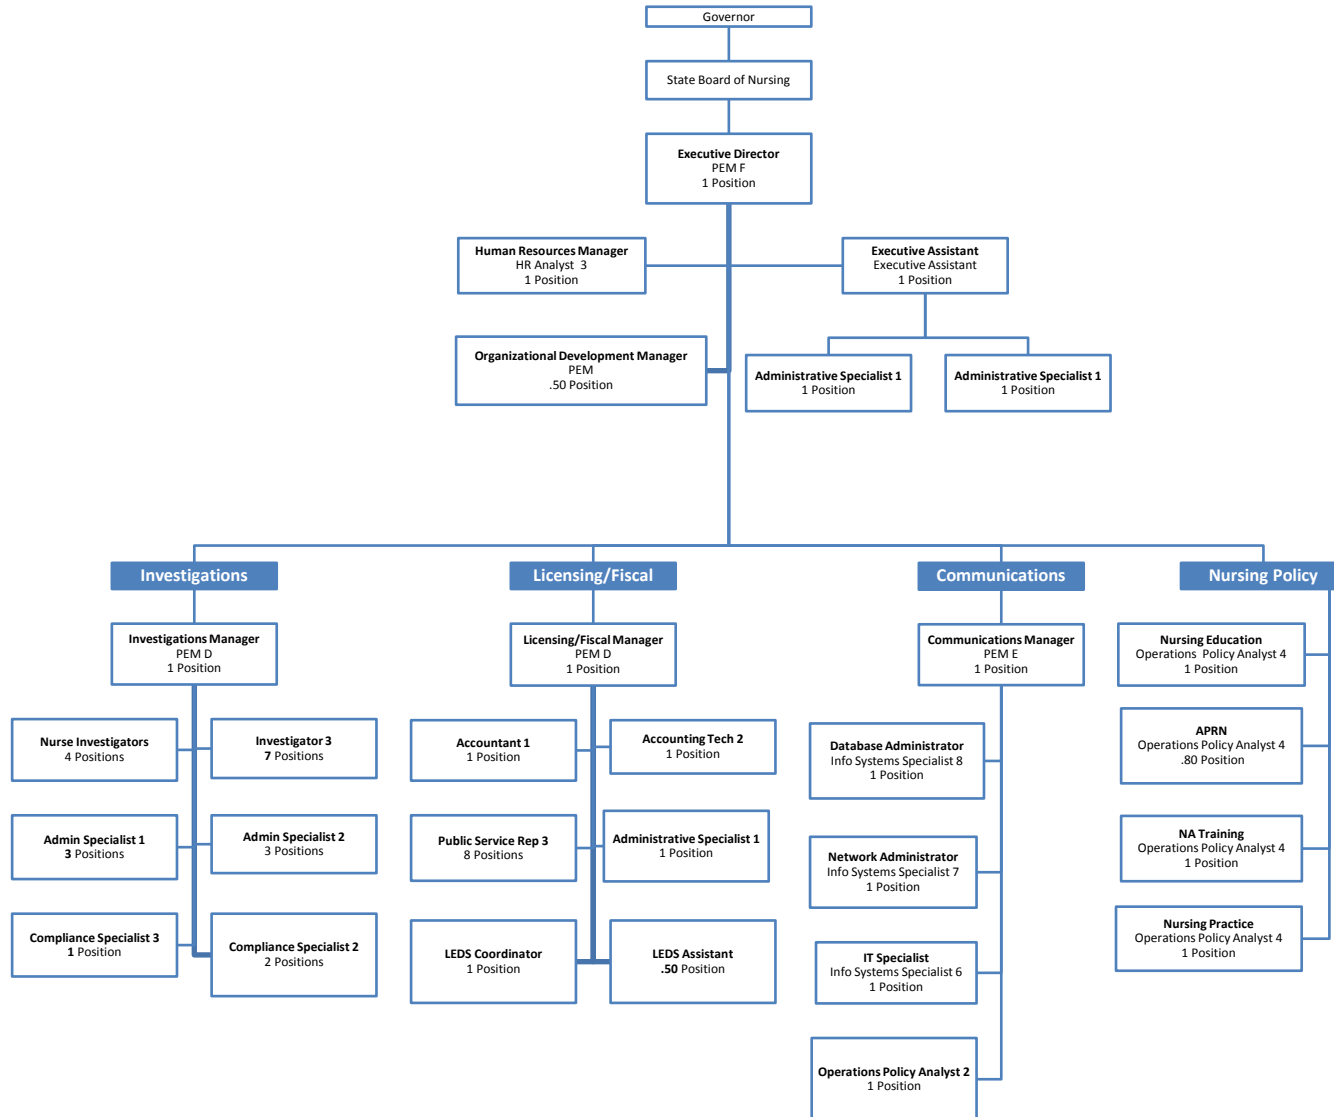 Governor
State Board of Nursing
Executive Director
PEM F
1 Position
Human Resources Manager
HR Analyst 3
1 Position
Executive Assistant
Executive Assistant
1 Position
Organizational Development Manager
PEM
.50 Position
Administrative Specialist 1
1 Position
Administrative Specialist 1
1 Position
Investigations
Licensing/Fiscal
Communications
Nursing Policy
Investigations Manager
PEM D
1 Position
Nurse Investigators
4 Positions
Investigator 3
7 Positions
Admin Specialist 1
3 Positions
Admin Specialist 2
3 Positions
Compliance Specialist 3
1 Position
Compliance Specialist 2
2 Positions
Licensing/Fiscal Manager
PEM D
1 Position
Accountant 1
1 Position
Accounting Tech 2
1 Position
Public Service Rep 3
8 Positions
Administrative Specialist 1
1 Position
LEDS Coordinator
1 Position
LEDS Assistant
.50 Position
Communications Manager
PEM E
1 Position
Database Administrator
Info Systems Specialist 8
1 Position
Network Administrator
Info Systems Specialist 7
1 Position
IT Specialist
Info Systems Specialist 6
1 Position
Operations Policy Analyst 2
1 Position
Nursing Education
Operations Policy Analyst 4
1 Position
APRN
Operations Policy Analyst 4
.80 Position
NA Training
Operations Policy Analyst 4
1 Position
Nursing Practice
Operations Policy Analyst 4
1 Position